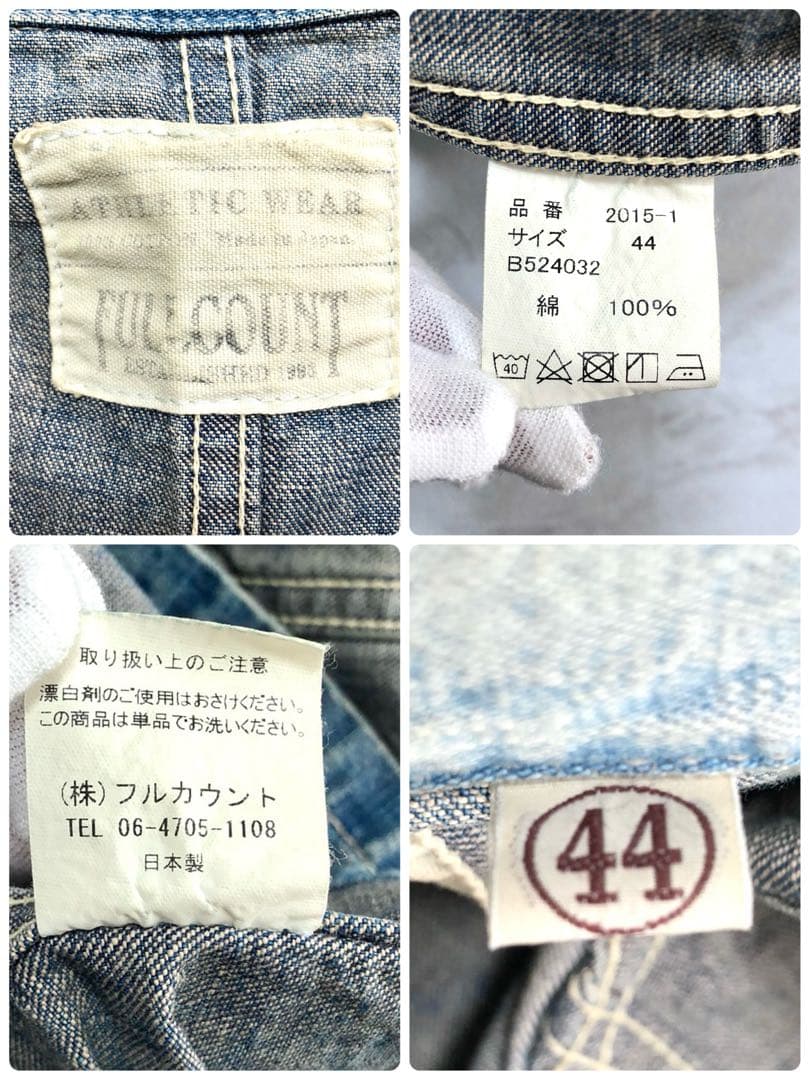 ATHLETIC WEAR
Made in Japan
FULLCOUNT
品番 2015-1
サイズ 44
B524032
綿 100%
40
取り扱い上のご注意
漂白剤のご使用はおさけください。
この商品は単品でお洗いください。
(株)フルカウント
TEL 06-4705-1108
日本製
44